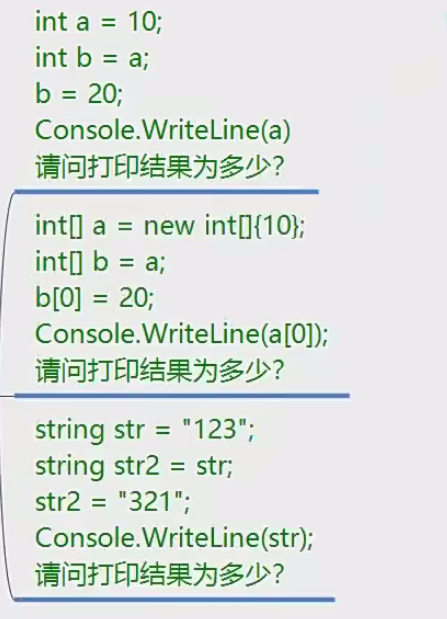 int a = 10;
int b = a;
b = 20;
Console.WriteLine(a)
请问打印结果为多少?
int[] a = new int[]{10};
int[] b = a;
b[0] = 20;
Console.WriteLine(a[0]);
请问打印结果为多少?
string str = "123";
string str2 = str;
str2 = "321";
Console.WriteLine(str);
请问打印结果为多少?